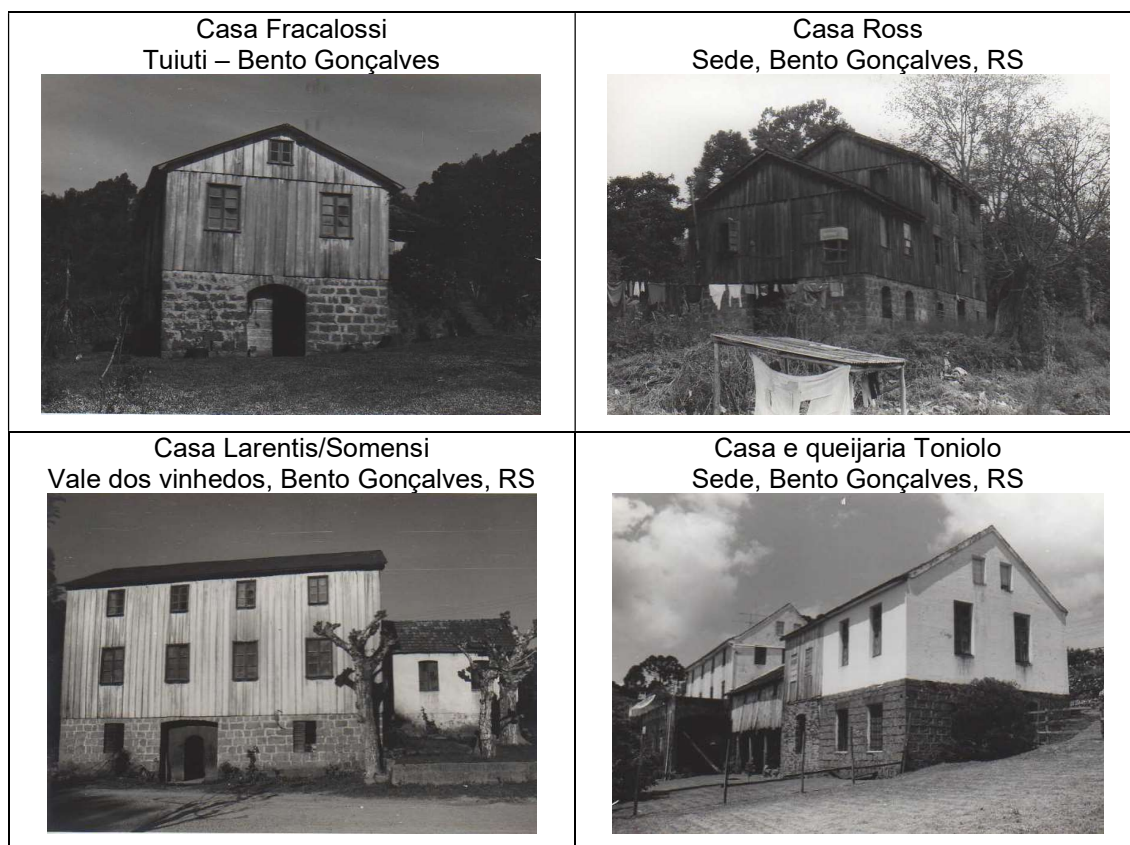 Casa Fracalossi
Tuiuti – Bento Gonçalves
Casa Ross
Sede, Bento Gonçalves, RS
Casa Larentis/Somensi
Vale dos vinhedos, Bento Gonçalves, RS
Casa e queijaria Toniolo
Sede, Bento Gonçalves, RS